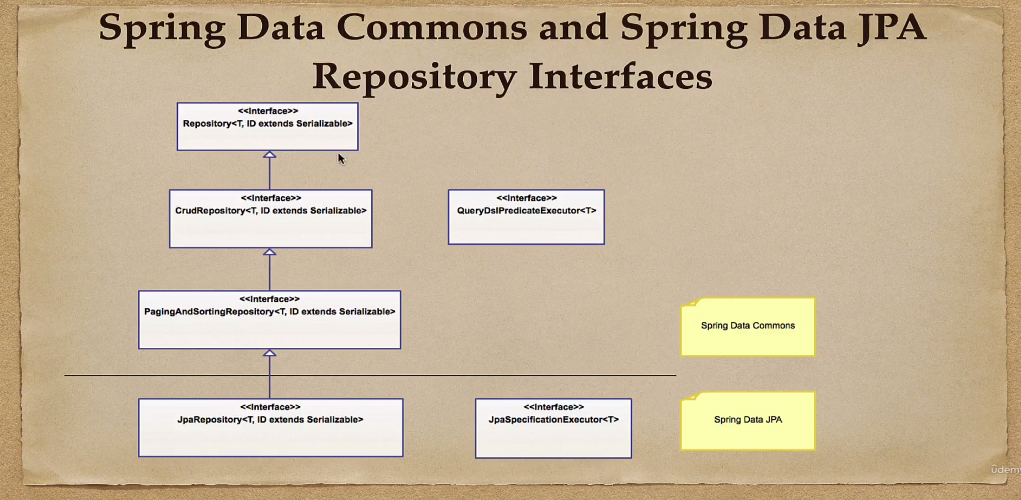 Spring Data Commons and Spring Data JPA
Repository Interfaces
<<Interface>>
Repository<T, ID extends Serializable>
<<Interface>>
CrudRepository<T, ID extends Serializable>
<<Interface>>
QueryDslPredicateExecutor<T>
<<Interface>>
PagingAndSortingRepository<T, ID extends Serializable>
Spring Data Commons
<<Interface>>
JpaRepository<T, ID extends Serializable>
<<Interface>>
JpaSpecificationExecutor<T>
Spring Data JPA
ûdemy